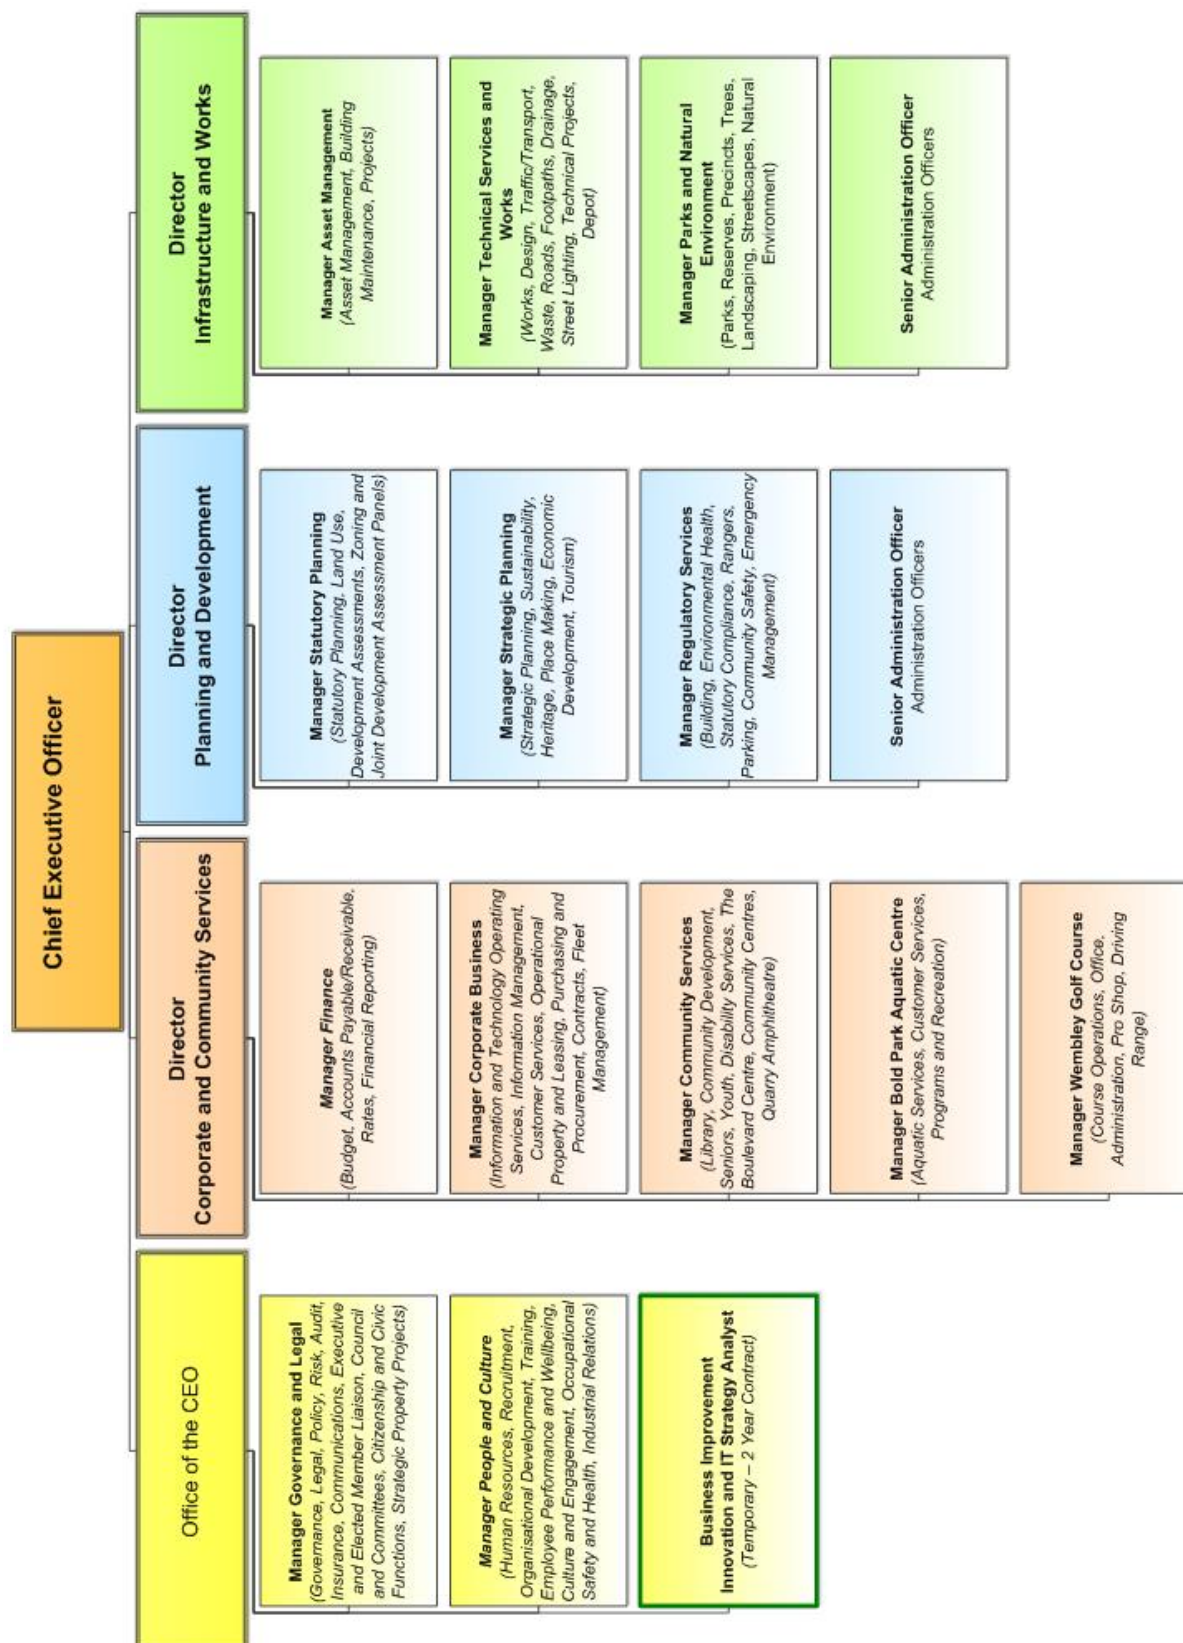 Chief Executive Officer
Office of the CEO
Manager Governance and Legal
(Governance, Legal, Policy, Risk, Audit,
Insurance, Communications, Executive
and Elected Member Liaison, Council
and Committees, Citizenship and Civic
Functions, Strategic Property Projects)
Manager People and Culture
(Human Resources, Recruitment,
Organisational Development, Training,
Employee Performance and Wellbeing,
Culture and Engagement, Occupational
Safety and Health, Industrial Relations)
Business Improvement
Innovation and IT Strategy Analyst
(Temporary – 2 Year Contract)
Director
Corporate and Community Services
Manager Finance
(Budget, Accounts Payable/Receivable,
Rates, Financial Reporting)
Manager Corporate Business
(Information and Technology Operating
Services, Information Management,
Customer Services, Operational
Property and Leasing, Purchasing and
Procurement, Contracts, Fleet
Management)
Manager Community Services
(Library, Community Development,
Seniors, Youth, Disability Services, The
Boulevard Centre, Community Centres,
Quarry Amphitheatre)
Manager Bold Park Aquatic Centre
(Aquatic Services, Customer Services,
Programs and Recreation)
Manager Wembley Golf Course
(Course Operations, Office,
Administration, Pro Shop, Driving
Range)
Director
Planning and Development
Manager Statutory Planning
(Statutory Planning, Land Use,
Development Assessments, Zoning and
Joint Development Assessment Panels)
Manager Strategic Planning
(Strategic Planning, Sustainability,
Heritage, Place Making, Economic
Development, Tourism)
Manager Regulatory Services
(Building, Environmental Health,
Statutory Compliance, Rangers,
Parking, Community Safety, Emergency
Management)
Senior Administration Officer
Administration Officers
Director
Infrastructure and Works
Manager Asset Management
(Asset Management, Building
Maintenance, Projects)
Manager Technical Services and
Works
(Works, Design, Traffic/Transport,
Waste, Roads, Footpaths, Drainage,
Street Lighting, Technical Projects,
Depot)
Manager Parks and Natural
Environment
(Parks, Reserves, Precincts, Trees,
Landscaping, Streetscapes, Natural
Environment)
Senior Administration Officer
Administration Officers